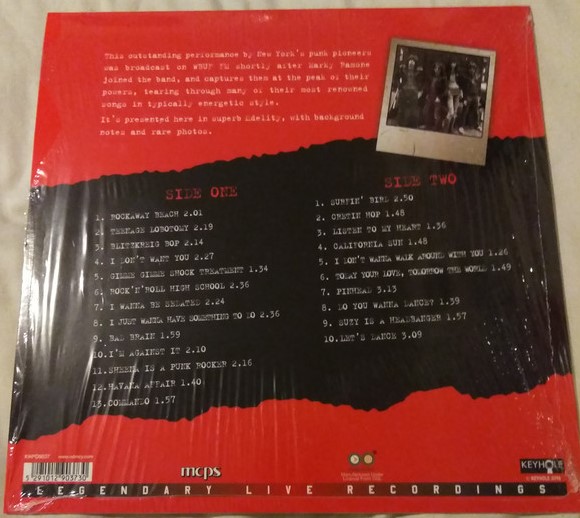 This outstanding performance by New York's punk pioneers
was broadcast on WBUF FM shortly after Marky Ramone
joined the band, and captures them at the peak of their
powers, tearing through many of their most renowned
songs in typically energetic style.
It's presented here in superb fidelity, with background
notes and rare photos.
SIDE ONE
1. ROCKAWAY BEACH 2.01
2. TEENAGE LOBOTOMY 2.19
3. BLITZKREIG BOP 2.14
4. I DON'T WANT YOU 2.27
5. GIMME GIMME SHOCK TREATMENT 1.34
6. ROCK'N'ROLL HIGH SCHOOL 2.36
7. I WANNA BE SEDATED 2.24
8. I JUST WANNA HAVE SOMETHING TO DO 2.36
9. BAD BRAIN 1.59
10. I'M AGAINST IT 2.10
11. SHEENA IS A PUNK ROCKER 2.16
12. HAVANA AFFAIR 1.40
13. COMMANDO 1.57
SIDE TWO
1. SURFIN' BIRD 2.50
2. CRETIN HOP 1.48
3. LISTEN TO MY HEART 1.36
4. CALIFORNIA SUN 1.48
5. I DON'T WANNA WALK AROUND WITH YOU 1.26
6. TODAY YOUR LOVE, TOMORROW THE WORLD 1.49
7. PINHEAD 3.13
8. DO YOU WANNA DANCE? 1.39
9. SUZY IS A HEADBANGER 1.57
10. LET'S DANCE 3.09
5 291012 903730
mcps
KEYHOLE
LEGENDARY LIVE RECORDINGS